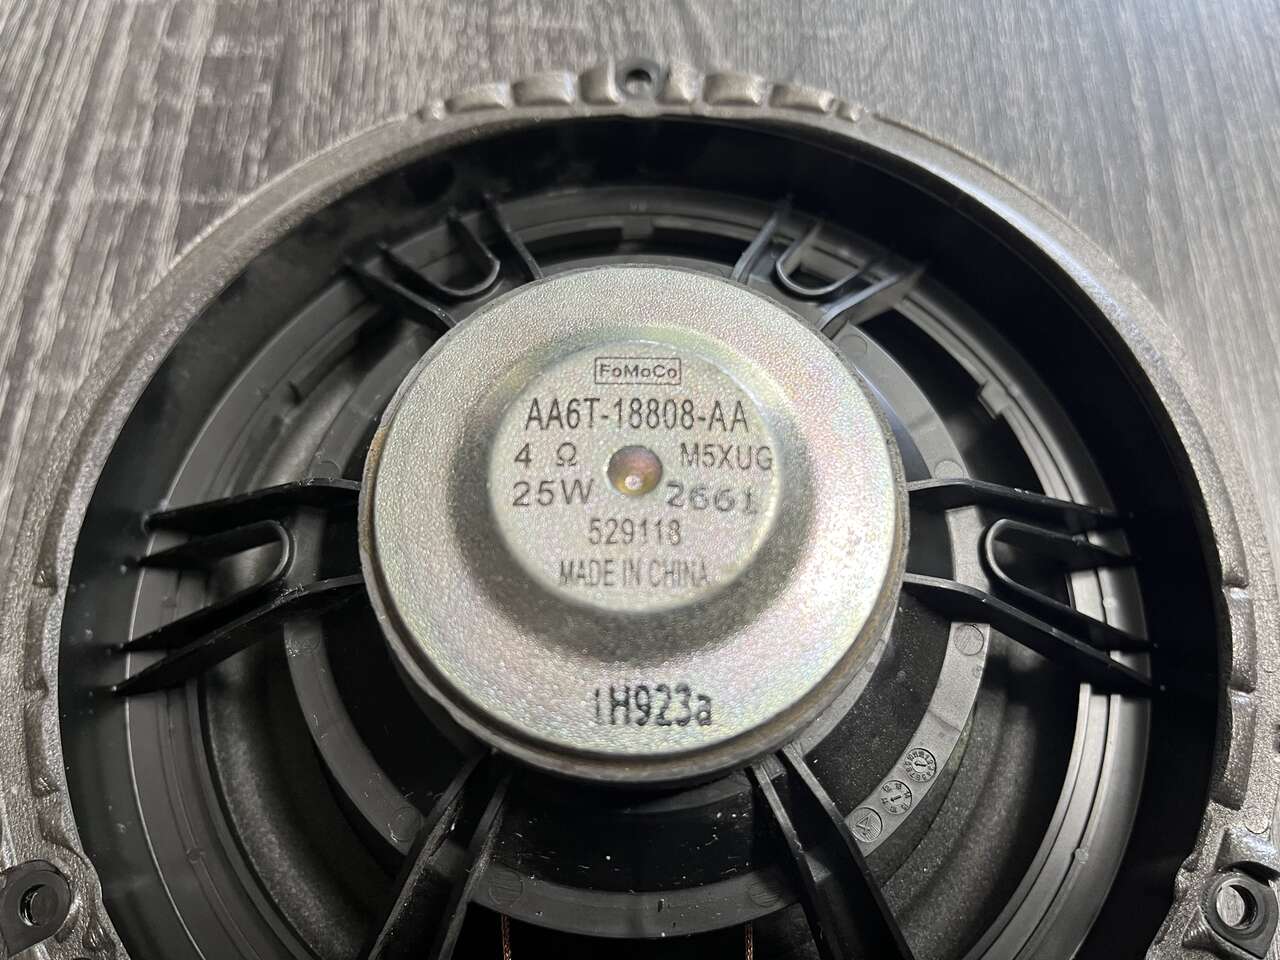 FoMoCo
AA6T-18808-AA
4 Ω M5XUG
25W 2661
529118
MADE IN CHINA
1H923a